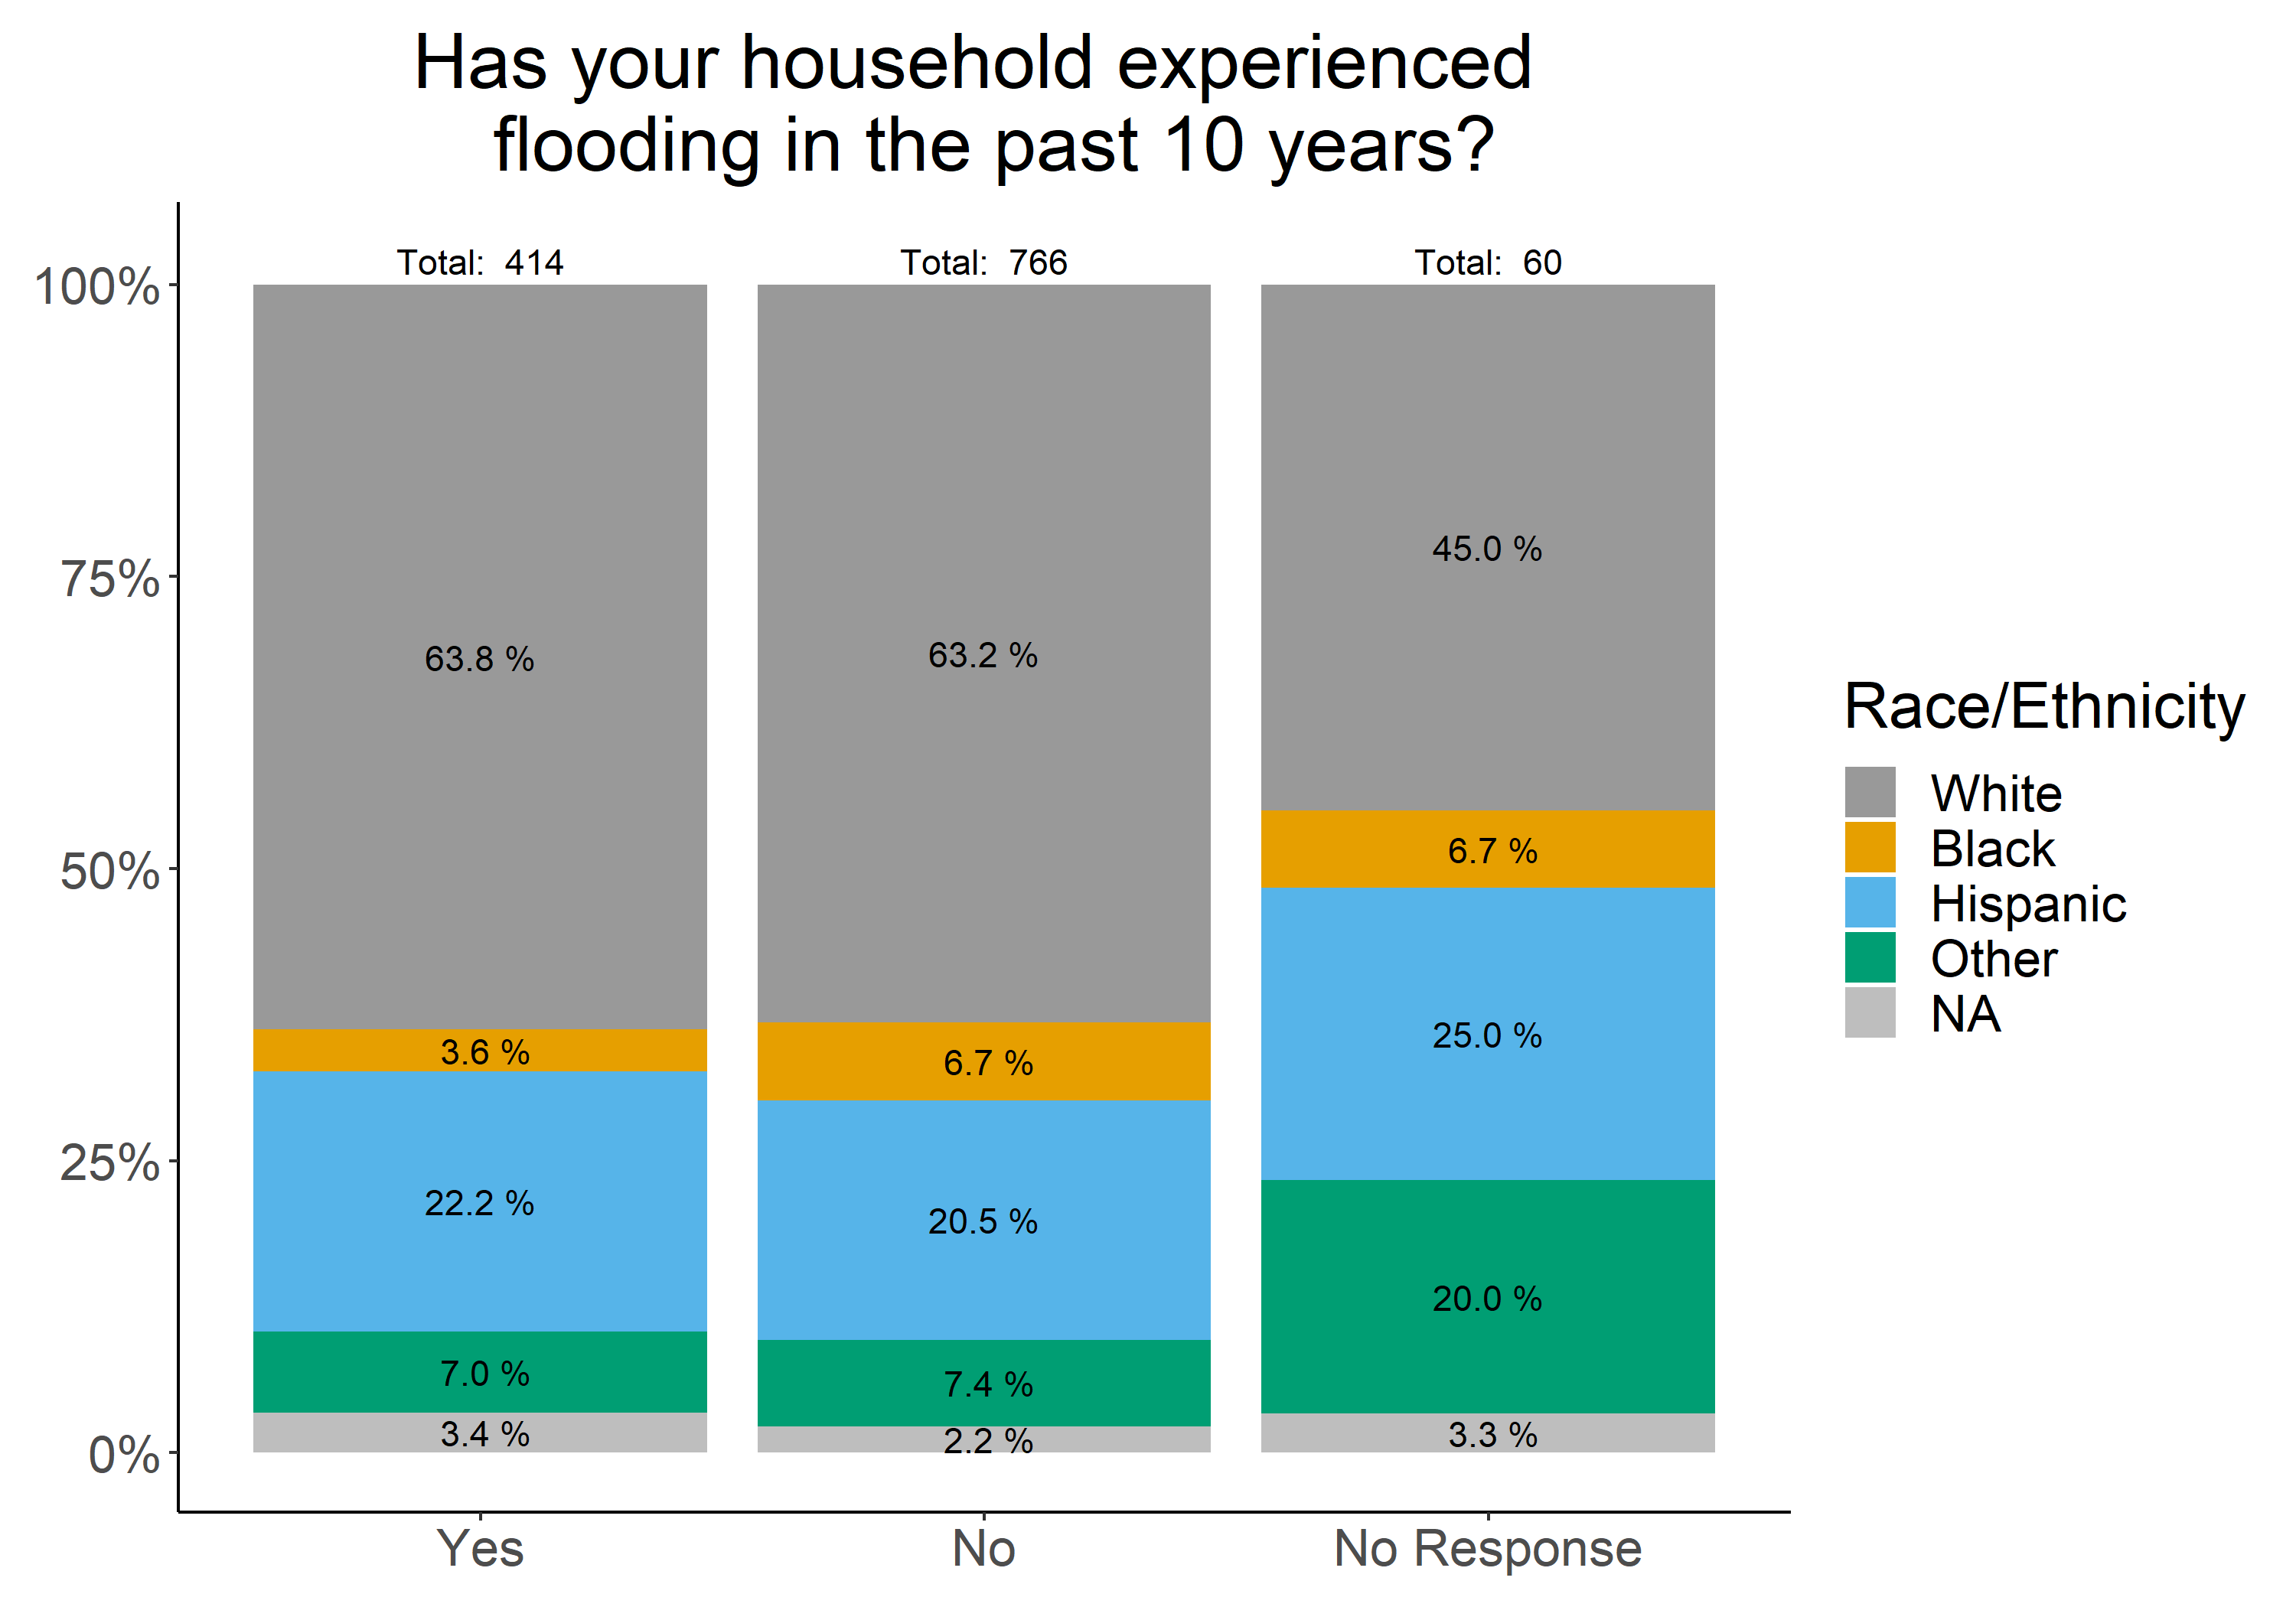 Has your household experienced
flooding in the past 10 years?
Total: 414
Total: 766
Total: 60
100%
75%
50%
25%
0%
63.8 %
3.6 %
22.2 %
7.0 %
3.4 %
63.2 %
6.7 %
20.5 %
7.4 %
2.2 %
45.0 %
6.7 %
25.0 %
20.0 %
3.3 %
Yes
No
No Response
Race/Ethnicity
White
Black
Hispanic
Other
NA